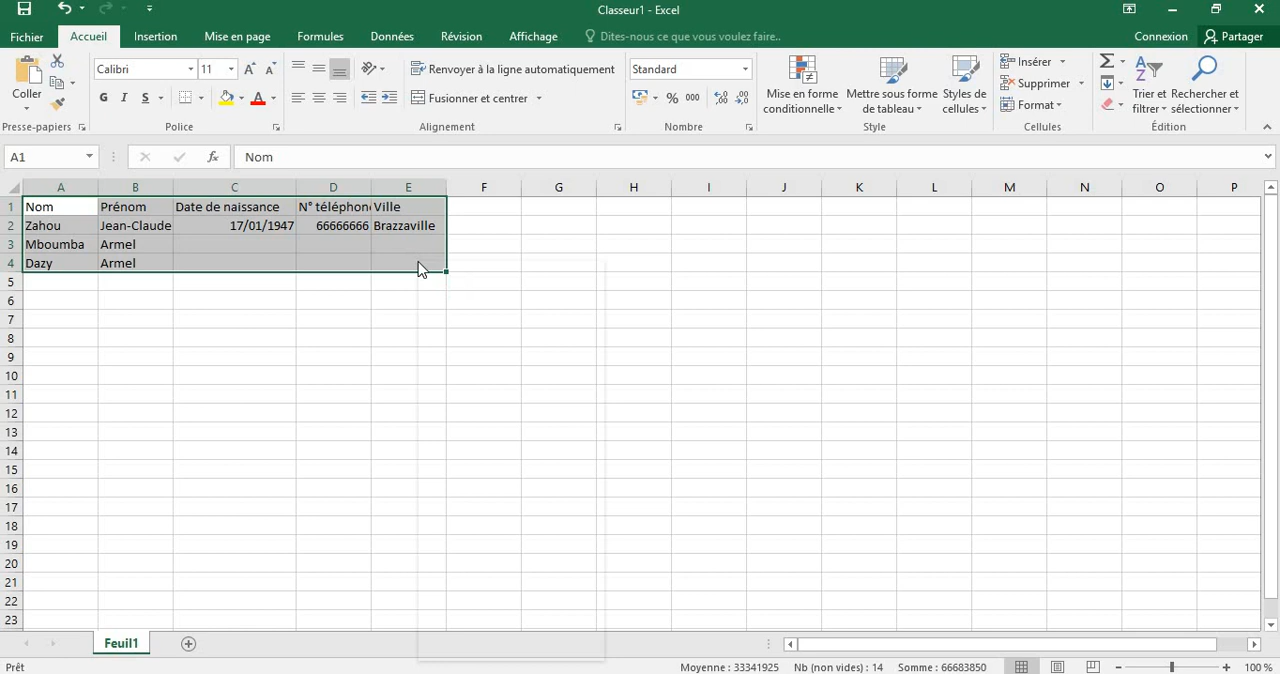 Classeur1 - Excel
Fichier Accueil Insertion Mise en page Formules Données Révision Affichage Dites-nous ce que vous voulez faire.. Connexion Partager
Coller
Calibri 11
G I S
Renvoyer à la ligne automatiquement
Fusionner et centrer
Standard
% 000
Mise en forme conditionnelle
Mettre sous forme de tableau
Styles de cellules
Insérer
Supprimer
Format
Trier et filtrer
Rechercher et sélectionner
Presse-papiers Police Alignement Nombre Style Cellules Édition
A1 fx Nom
A B C D E F G H I J K L M N O P
1 Nom Prénom Date de naissance N° téléphone Ville
2 Zahou Jean-Claude 17/01/1947 66666666 Brazzaville
3 Mboumba Armel
4 Dazy Armel
5
6
7
8
9
10
11
12
13
14
15
16
17
18
19
20
21
22
23
Feuil1
Prêt Moyenne : 33341925 Nb (non vides) : 14 Somme : 66683850 100 %